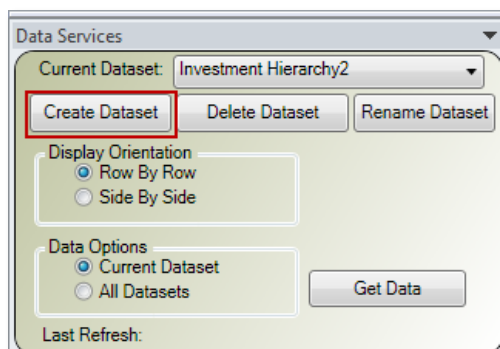 Data Services
Current Dataset: Investment Hierarchy2
Create Dataset Delete Dataset Rename Dataset
Display Orientation
Row By Row
Side By Side
Data Options
Current Dataset
All Datasets
Get Data
Last Refresh: